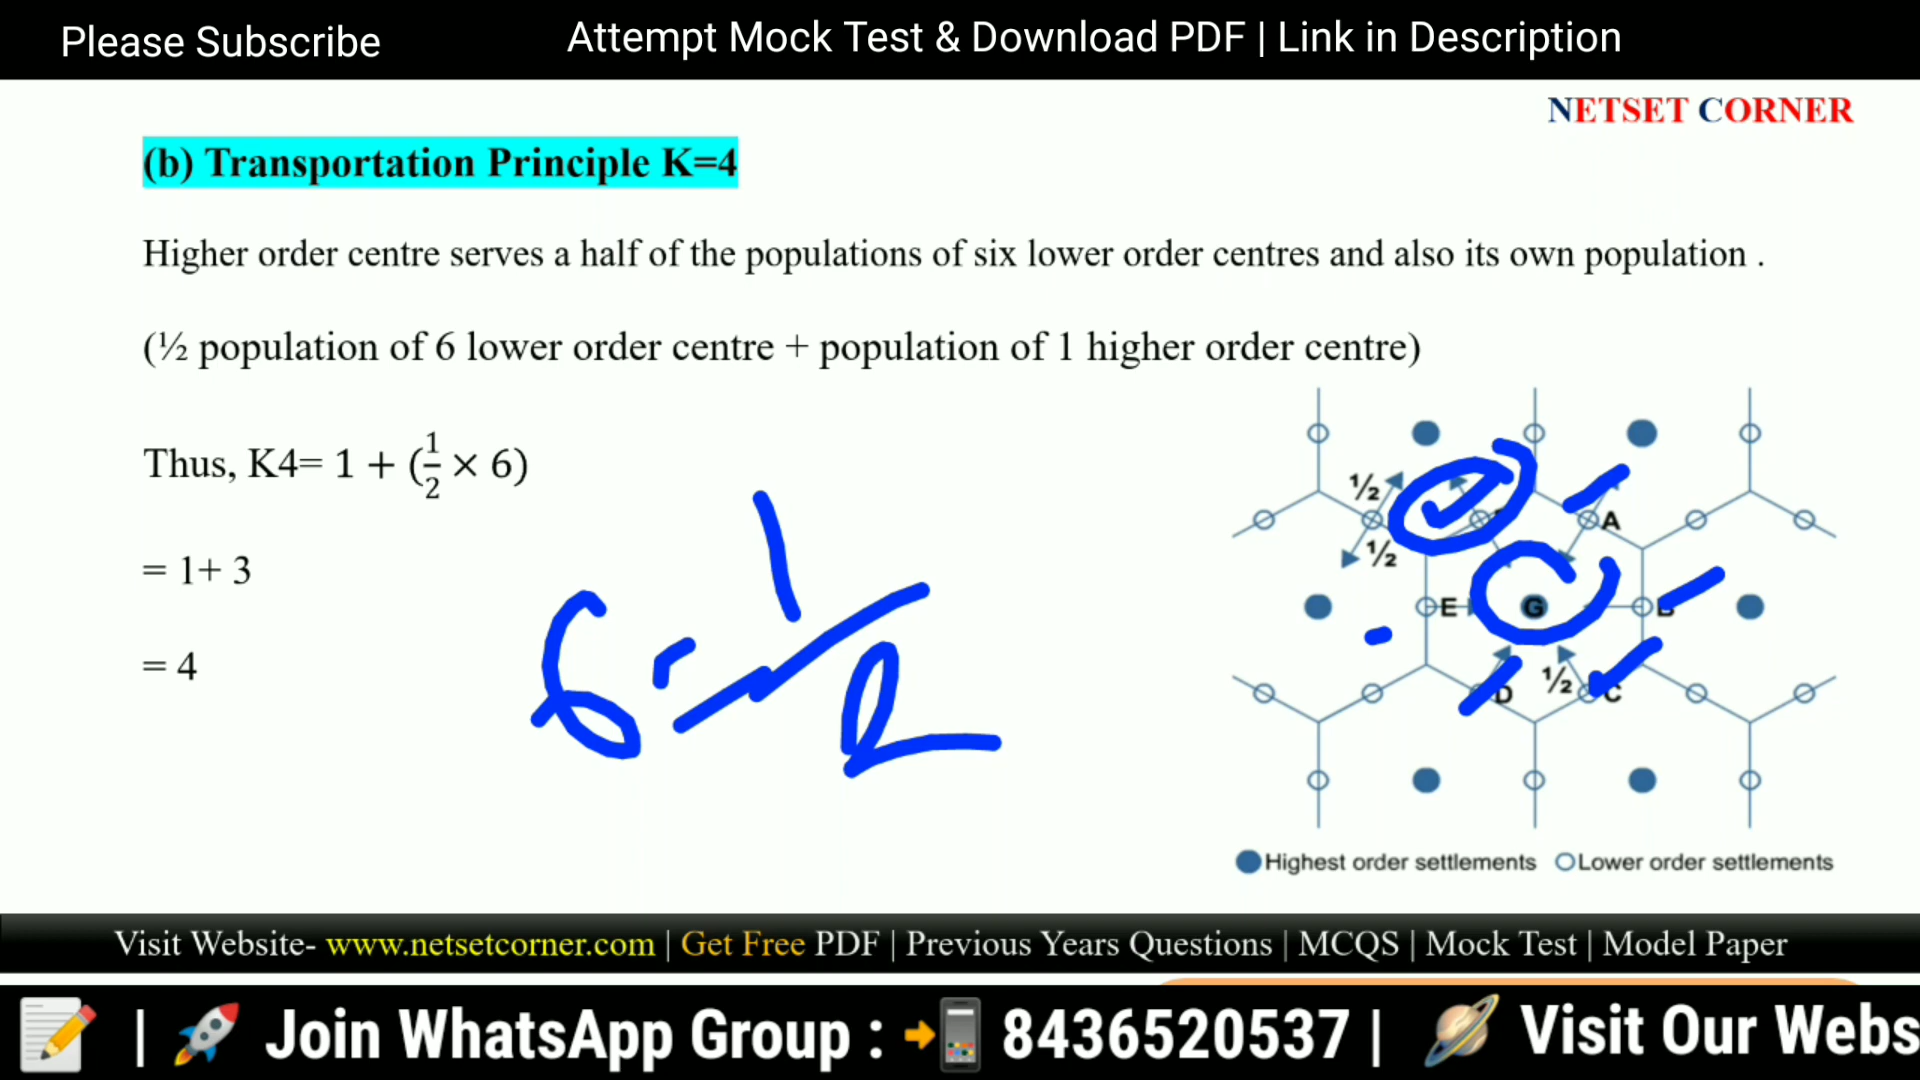 Please Subscribe
Attempt Mock Test & Download PDF | Link in Description
NETSET CORNER
(b) Transportation Principle K=4
Higher order centre serves a half of the populations of six lower order centres and also its own population .
(½ population of 6 lower order centre + population of 1 higher order centre)
Thus, K4= 1 + (1/2 × 6)
= 1+ 3
= 4
6 1/2
½
½
A
E
G
B
D
½
C
Highest order settlements
Lower order settlements
Visit Website- www.netsetcorner.com | Get Free PDF | Previous Years Questions | MCQS | Mock Test | Model Paper
| Join WhatsApp Group : 8436520537 | Visit Our Webs